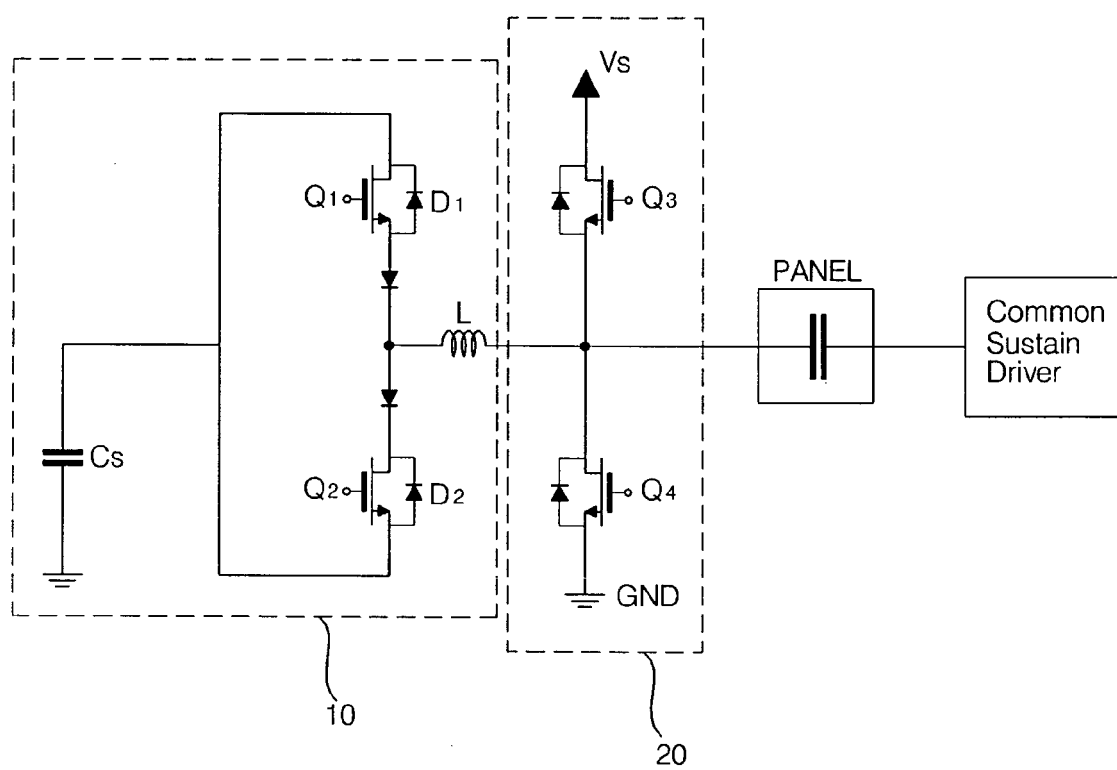 Vs
Q1
D1
Q3
PANEL
L
Common
Sustain
Driver
Cs
Q2
D2
Q4
GND
10
20